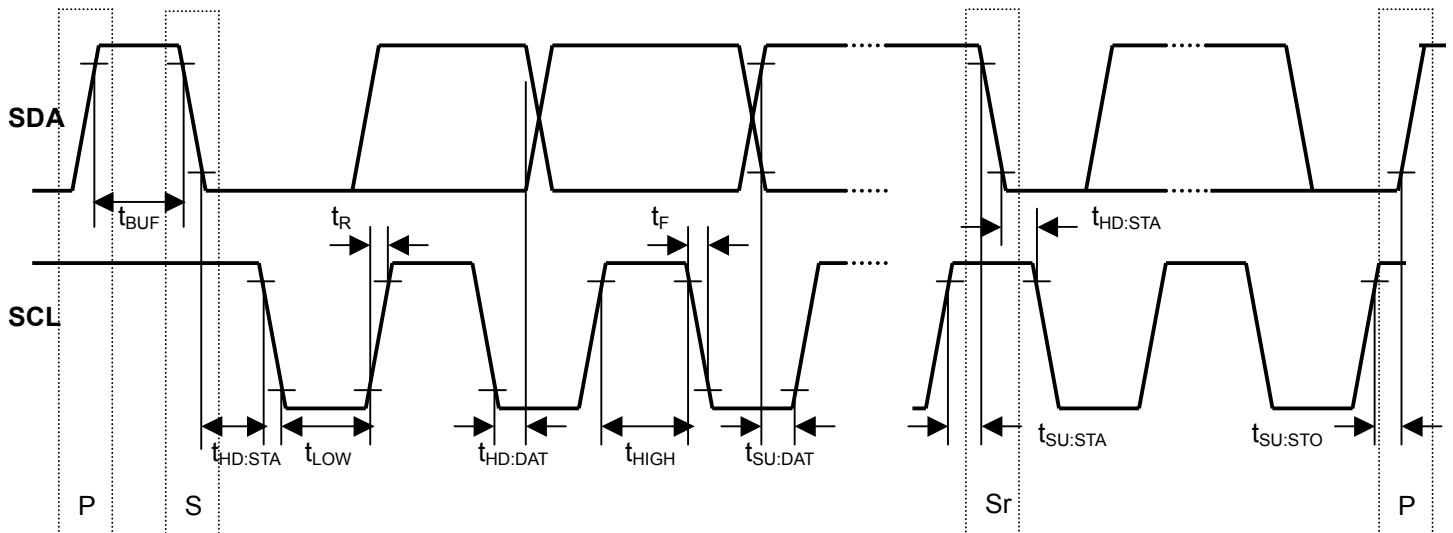 SDA
t_BUF
t_R
t_F
t_HD:STA
SCL
t_HD:STA
t_LOW
t_HD:DAT
t_HIGH
t_SU:DAT
t_SU:STA
t_SU:STO
P
S
Sr
P